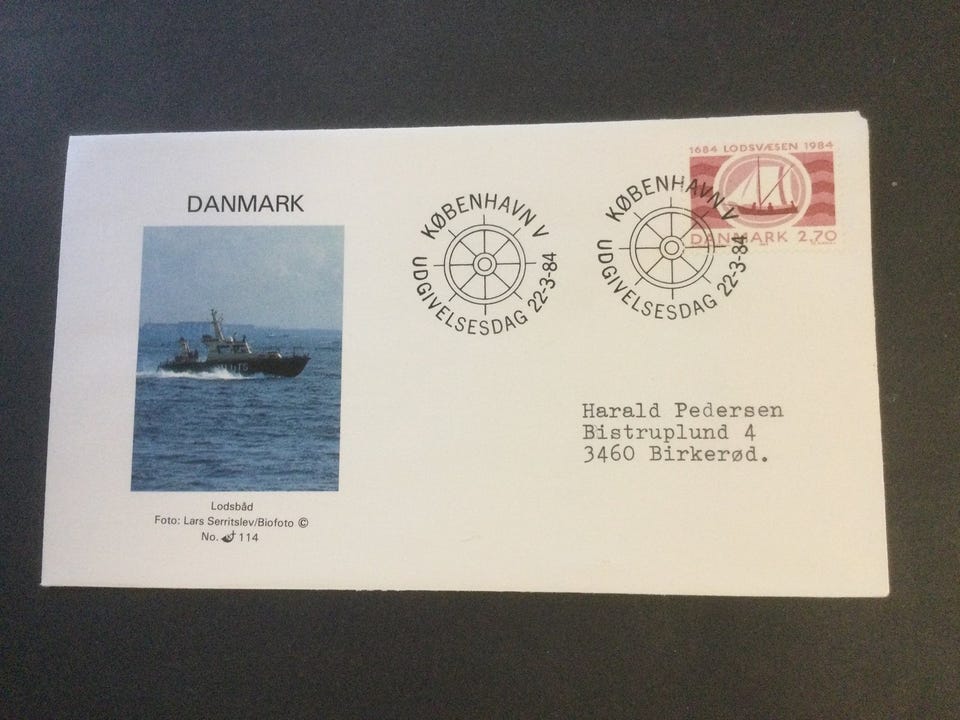 DANMARK
KØBENHAVN V
UDGIVELSESDAG 22-3-84
KØBENHAVN V
UDGIVELSESDAG 22-3-84
1684 LODSVÆSEN 1984
DANMARK 2,70
Harald Pedersen
Bistruplund 4
3460 Birkerød.
Lodsbåd
Foto: Lars Serritslev/Biofoto ©
No. 114